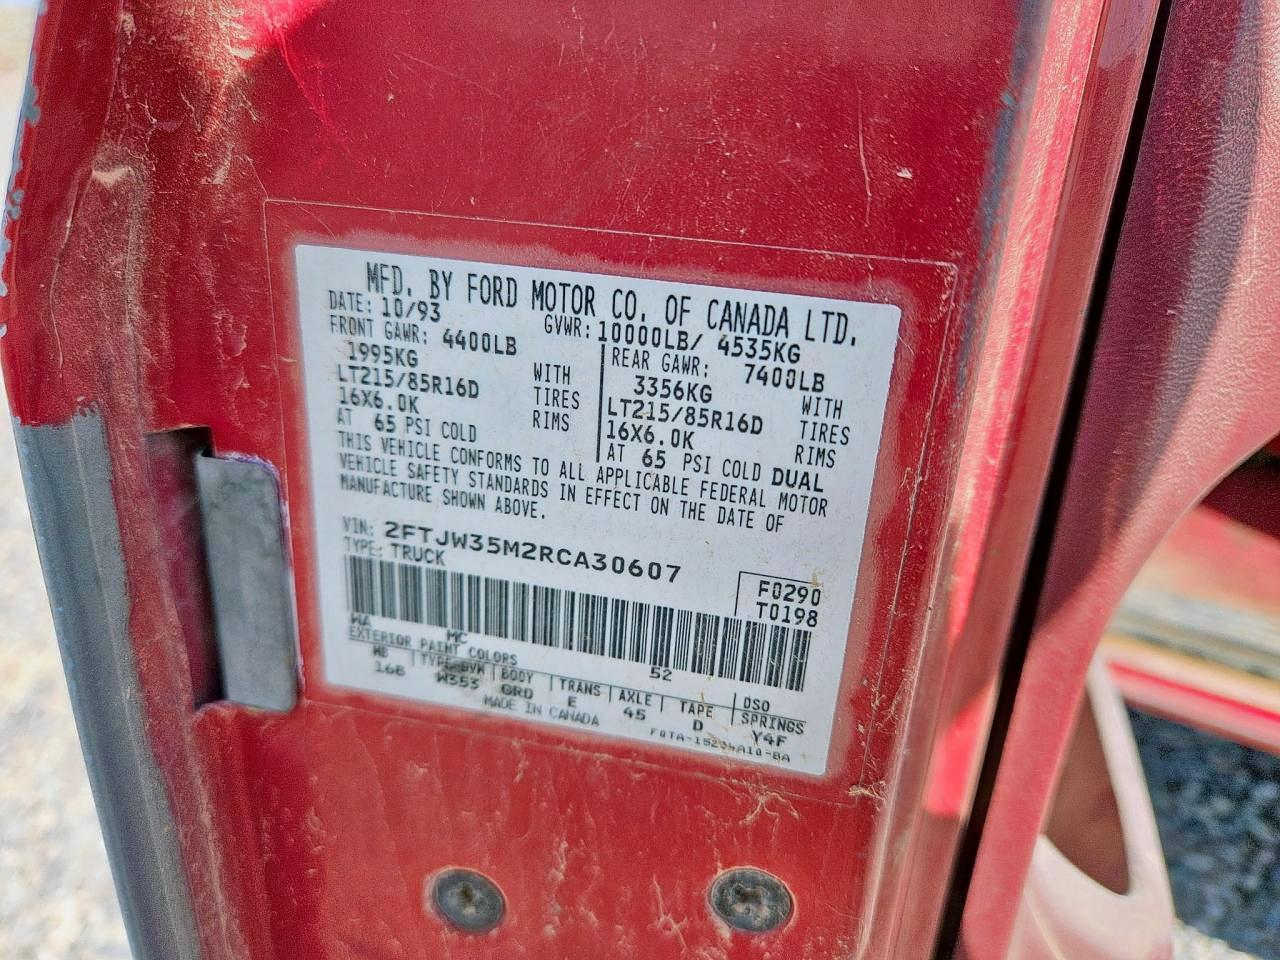 MFD. BY FORD MOTOR CO. OF CANADA LTD.
DATE: 10/93 GVWR: 10000LB/ 4535KG
FRONT GAWR: 4400LB REAR GAWR: 7400LB
1995KG WITH 3356KG WITH
LT215/85R16D TIRES LT215/85R16D TIRES
16X6.0K RIMS 16X6.0K RIMS
AT 65 PSI COLD AT 65 PSI COLD DUAL
THIS VEHICLE CONFORMS TO ALL APPLICABLE FEDERAL MOTOR
VEHICLE SAFETY STANDARDS IN EFFECT ON THE DATE OF
MANUFACTURE SHOWN ABOVE.
VIN: 2FTJW35M2RCA30607
TYPE: TRUCK
F0290
T0198
WA MC 52
EXTERIOR PAINT COLORS DSO
WB TYPE-GVW BODY TRANS AXLE TAPE SPRINGS
168 W353 GRD E 45 D Y4F
MADE IN CANADA